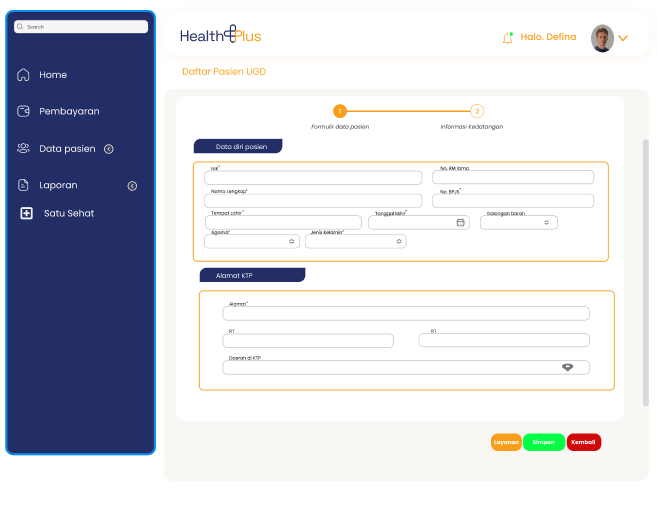 Search
HealthPlus
Halo. Defina
Daftar Pasien UGD
Home
Pembayaran
Data pasien
Laporan
Satu Sehat
1
2
Formulir data pasien
Informasi Kedatangan
Data diri pasien
NIK*
No. RM lama
Nama Lengkap*
No. BPJS*
Tempat Lahir*
Tanggal lahir*
Golongan Darah
Agama*
Jenis Kelamin*
Alamat KTP
Alamat*
RT
RT
Daerah di KTP
Layanan
Simpan
Kembali